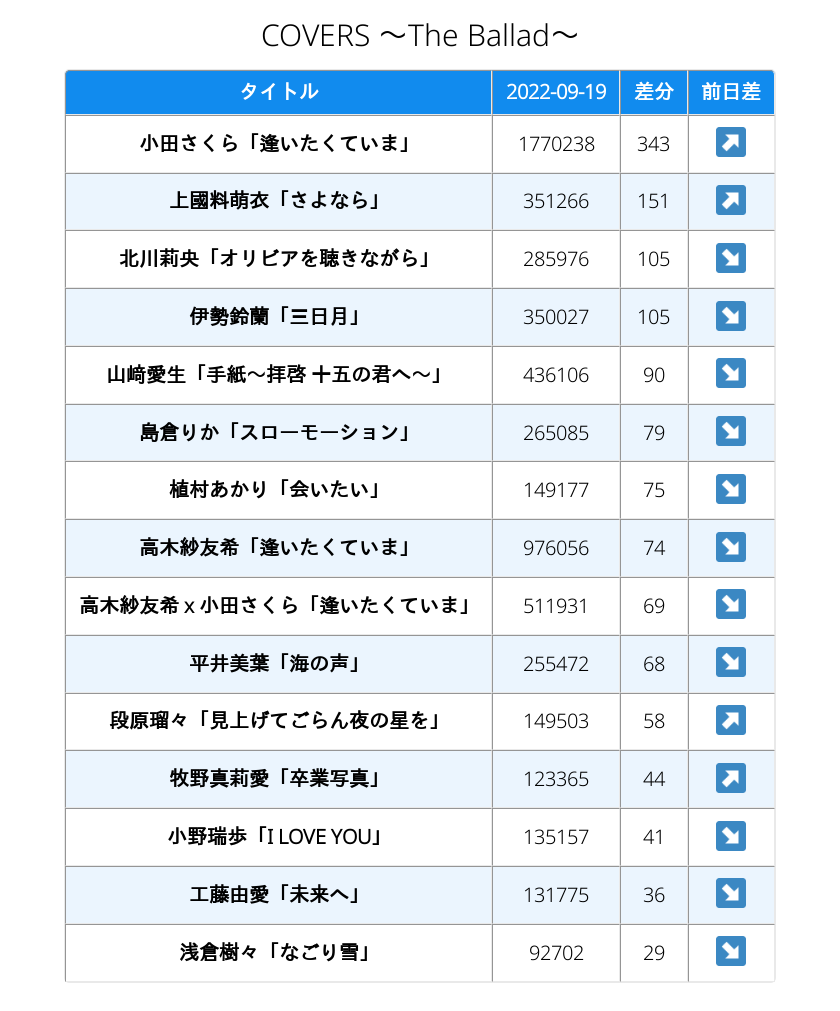 COVERS ～The Ballad～
タイトル 2022-09-19 差分 前日差
小田さくら「逢いたくていま」 1770238 343 ↗
上國料萌衣「さよなら」 351266 151 ↗
北川莉央「オリビアを聴きながら」 285976 105 ↘
伊勢鈴蘭「三日月」 350027 105 ↘
山﨑愛生「手紙～拝啓 十五の君へ～」 436106 90 ↘
島倉りか「スローモーション」 265085 79 ↘
植村あかり「会いたい」 149177 75 ↘
高木紗友希「逢いたくていま」 976056 74 ↘
高木紗友希 x 小田さくら「逢いたくていま」 511931 69 ↘
平井美葉「海の声」 255472 68 ↘
段原瑠々「見上げてごらん夜の星を」 149503 58 ↗
牧野真莉愛「卒業写真」 123365 44 ↗
小野瑞歩「I LOVE YOU」 135157 41 ↘
工藤由愛「未来へ」 131775 36 ↘
浅倉樹々「なごり雪」 92702 29 ↘